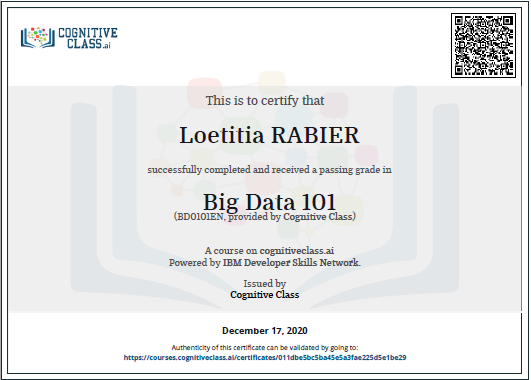 COGNITIVE
CLASS.ai
This is to certify that
Loetitia RABIER
successfully completed and received a passing grade in
Big Data 101
(BD0101EN, provided by Cognitive Class)
A course on cognitiveclass.ai
Powered by IBM Developer Skills Network.
Issued by
Cognitive Class
December 17, 2020
Authenticity of this certificate can be validated by going to:
https://courses.cognitiveclass.ai/certificates/011dbe5bc5ba45e5a3fae225d5e1be29